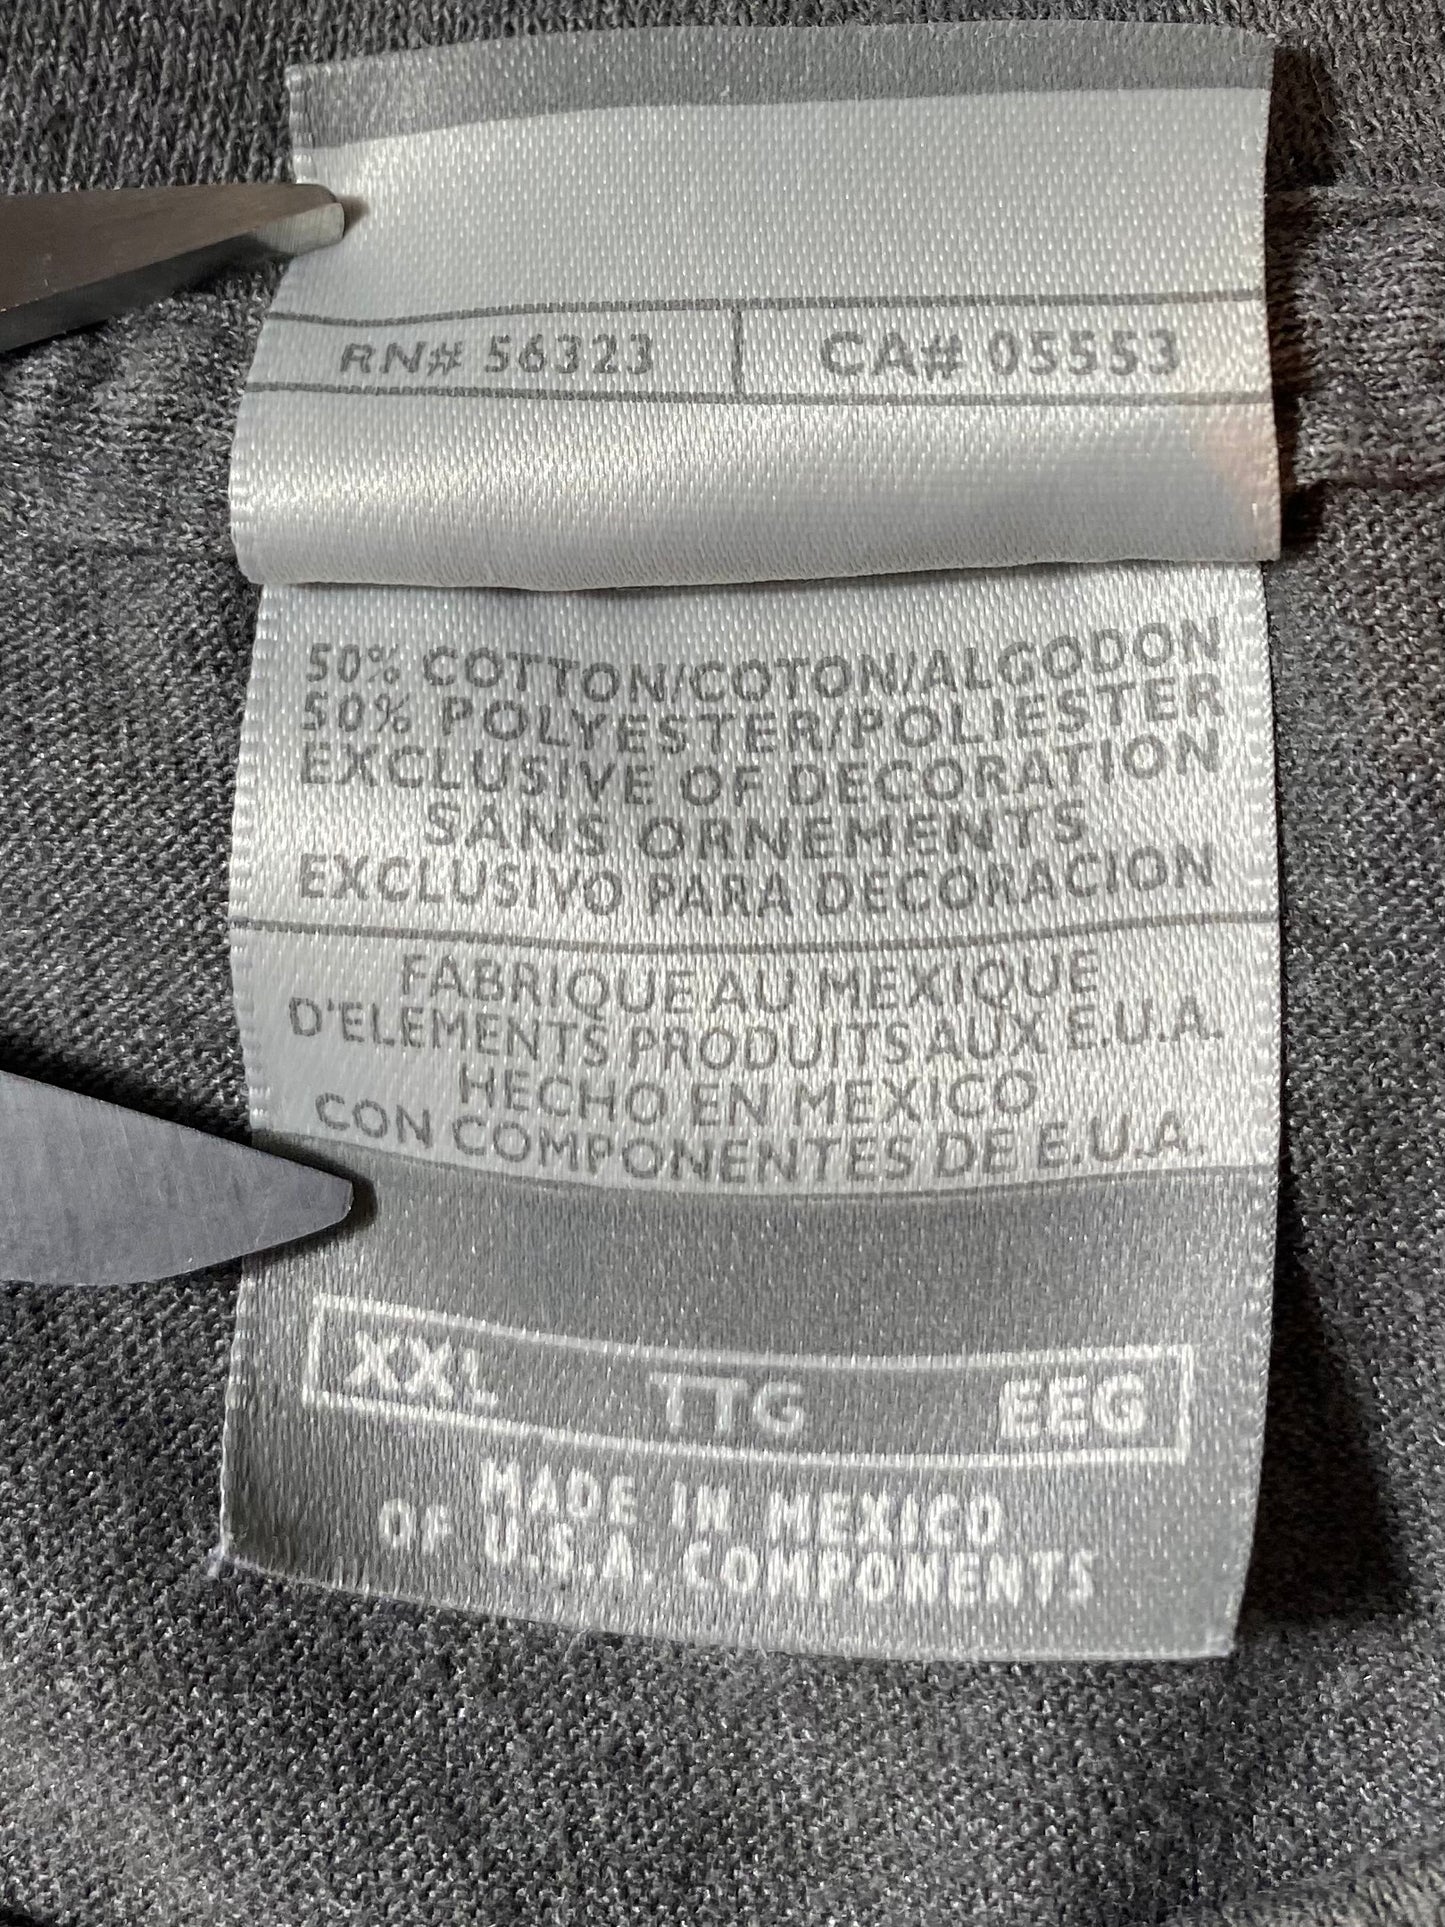 RN# 56323 CA# 05553
50% COTTON/COTON/ALGODON
50% POLYESTER/POLIESTER
EXCLUSIVE OF DECORATION
SANS ORNEMENTS
EXCLUSIVO PARA DECORACION
FABRIQUE AU MEXIQUE
D'ELEMENTS PRODUITS AUX E.U.A.
HECHO EN MEXICO
CON COMPONENTES DE E.U.A.
XXL TTG EEG
MADE IN MEXICO
OF U.S.A. COMPONENTS